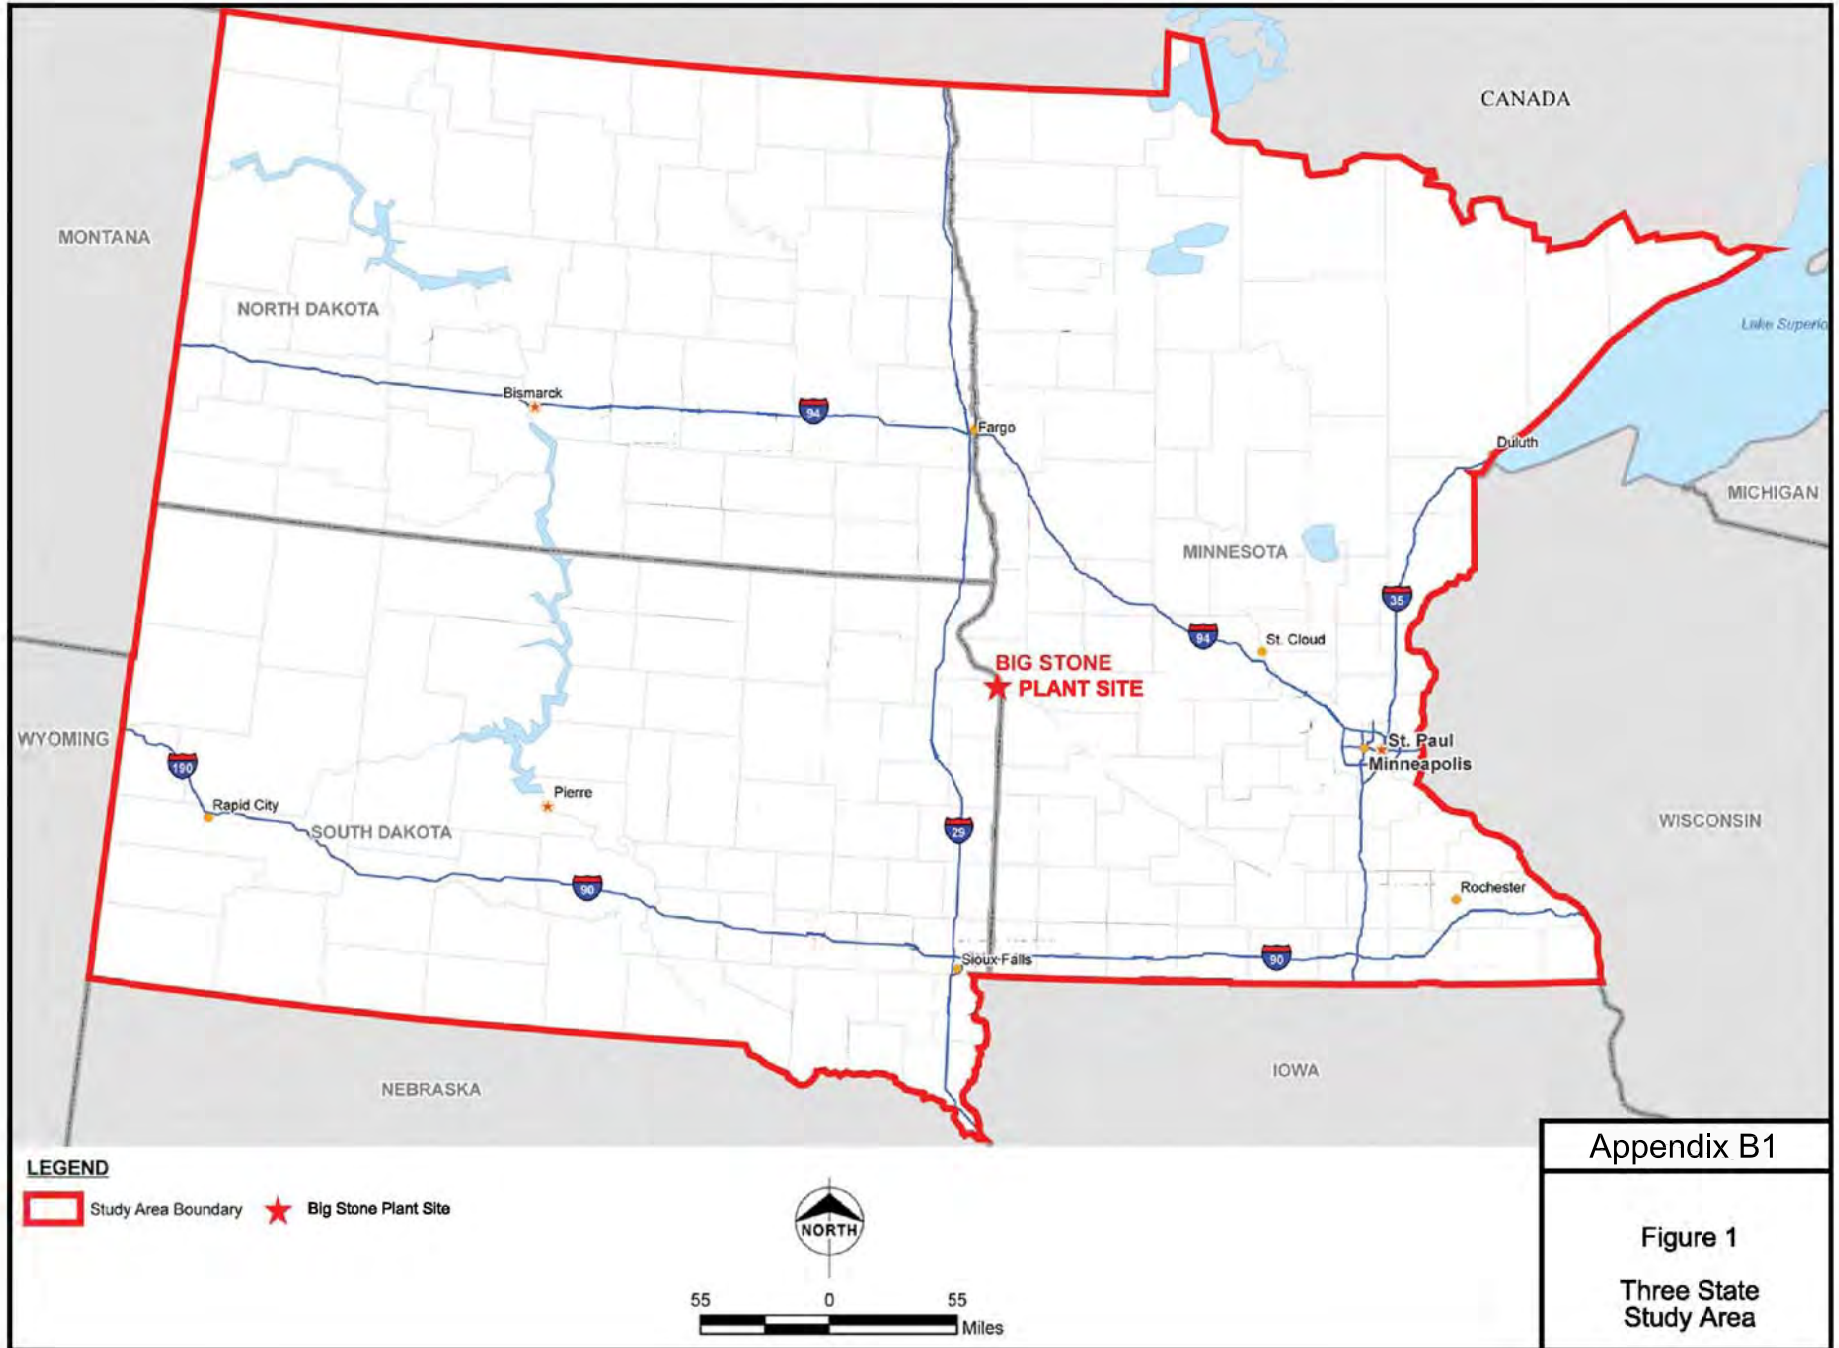 CANADA
MONTANA
NORTH DAKOTA
Lake Superio
Bismarck
94
Fargo
Duluth
MICHIGAN
MINNESOTA
35
94
St. Cloud
BIG STONE
PLANT SITE
WYOMING
St. Paul
Minneapolis
190
Pierre
Rapid City
SOUTH DAKOTA
29
WISCONSIN
90
Rochester
Sioux Falls
90
IOWA
NEBRASKA
Appendix B1
LEGEND
Study Area Boundary
Big Stone Plant Site
NORTH
Figure 1
Three State
Study Area
55 0 55
Miles